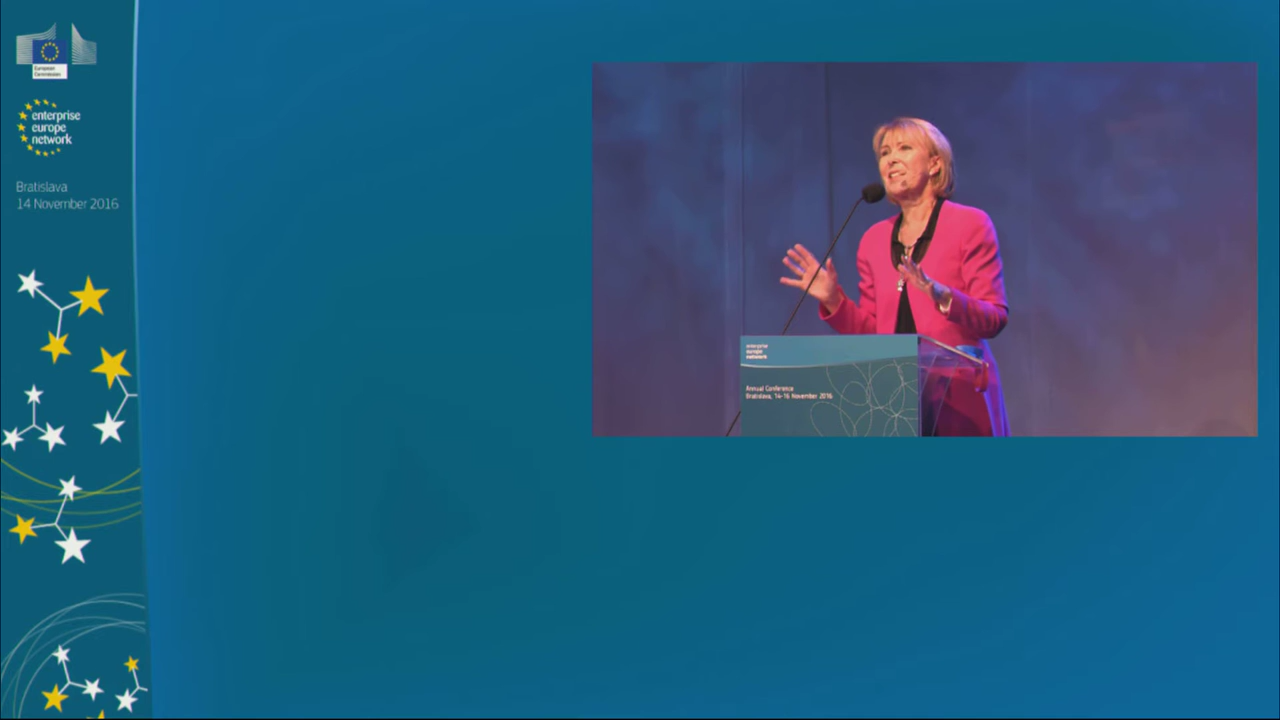 European
Commission
enterprise
europe
network
Bratislava
14 November 2016
enterprise
europe
network
Annual Conference
Bratislava, 14-16 November 2016